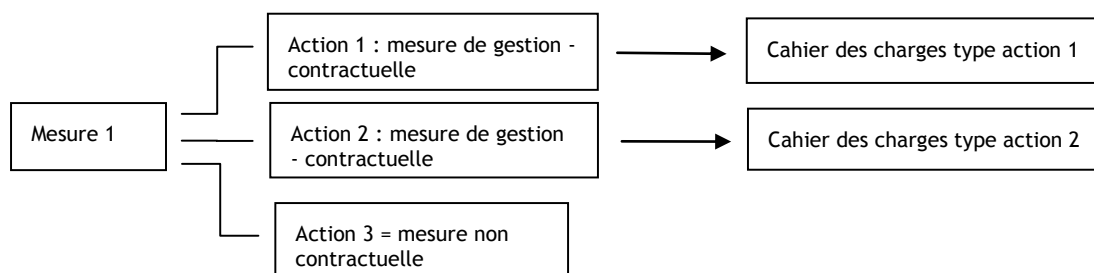 Action 1 : mesure de gestion -
contractuelle
Cahier des charges type action 1
Mesure 1
Action 2 : mesure de gestion
- contractuelle
Cahier des charges type action 2
Action 3 = mesure non
contractuelle